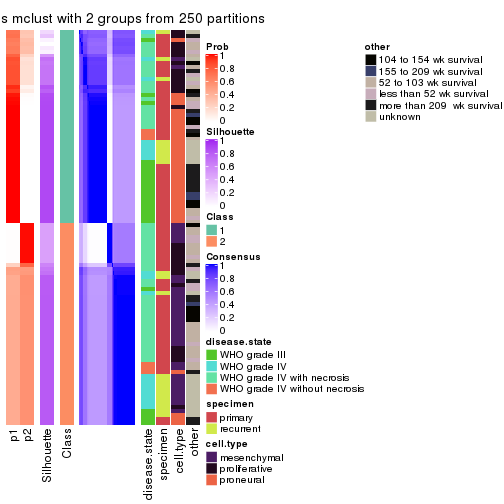 s mclust with 2 groups from 250 partitions
Prob
1
0.8
0.6
0.4
0.2
0
Silhouette
1
0.8
0.6
0.4
0.2
0
Class
1
2
Consensus
1
0.8
0.6
0.4
0.2
0
disease.state
WHO grade III
WHO grade IV
WHO grade IV with necrosis
WHO grade IV without necrosis
specimen
primary
recurrent
cell.type
mesenchymal
proliferative
proneural
other
104 to 154 wk survival
155 to 209 wk survival
52 to 103 wk survival
less than 52 wk survival
more than 209  wk survival
unknown
p1
p2
Silhouette
Class
disease.state
specimen
cell.type
other